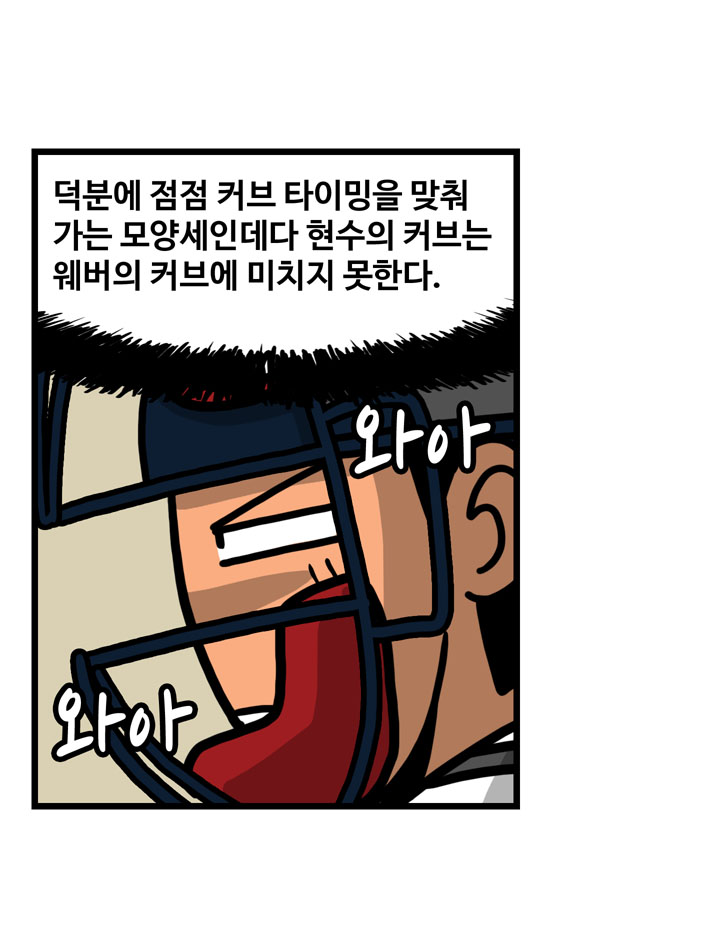 덕분에 점점 커브 타이밍을 맞춰
가는 모양세인데다 현수의 커브는
웨버의 커브에 미치지 못한다.
와아
와아